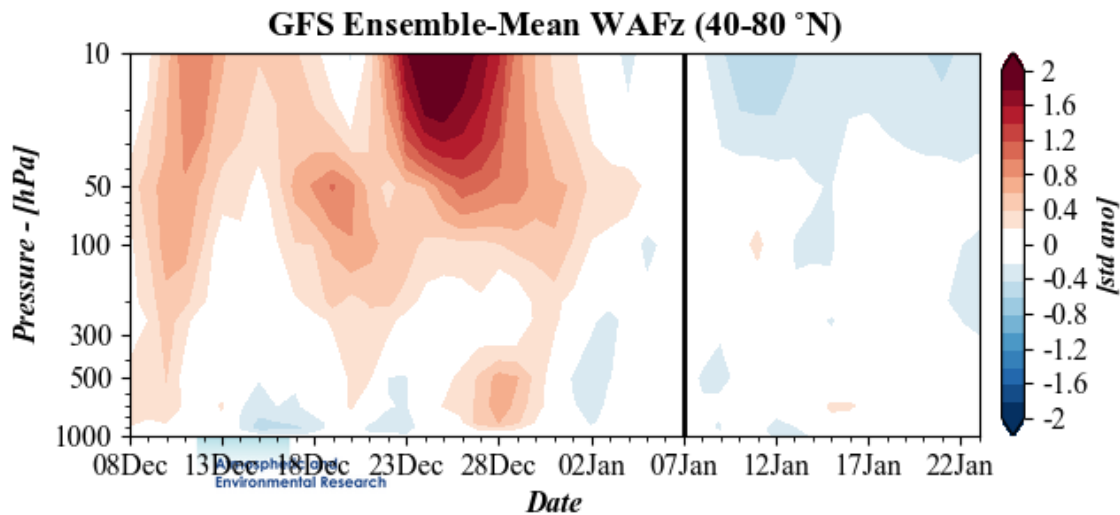 GFS Ensemble-Mean WAFz (40-80 °N)
10
50
100
300
500
1000
Pressure - [hPa]
08Dec 13Dec 18Dec 23Dec 28Dec 02Jan 07Jan 12Jan 17Jan 22Jan
Date
Atmospheric and
Environmental Research
2
1.6
1.2
0.8
0.4
0
-0.4
-0.8
-1.2
-1.6
-2
[std ano]